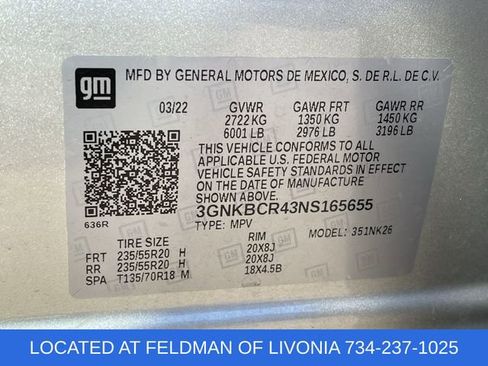 gm
MFD BY GENERAL MOTORS DE MEXICO, S. DE R.L. DE C.V.
03/22 GVWR GAWR FRT GAWR RR
2722 KG 1350 KG 1450 KG
6001 LB 2976 LB 3196 LB
THIS VEHICLE CONFORMS TO ALL
APPLICABLE U.S. FEDERAL MOTOR
VEHICLE SAFETY STANDARDS IN EFFECT
ON THE DATE OF MANUFACTURE
SHOWN ABOVE.
636R
3GNKBCR43NS165655
TYPE: MPV MODEL: 351NK26
TIRE SIZE RIM
FRT 235/55R20 H 20X8J
RR 235/55R20 H 20X8J
SPA T135/70R18 M 18X4.5B
LOCATED AT FELDMAN OF LIVONIA 734-237-1025